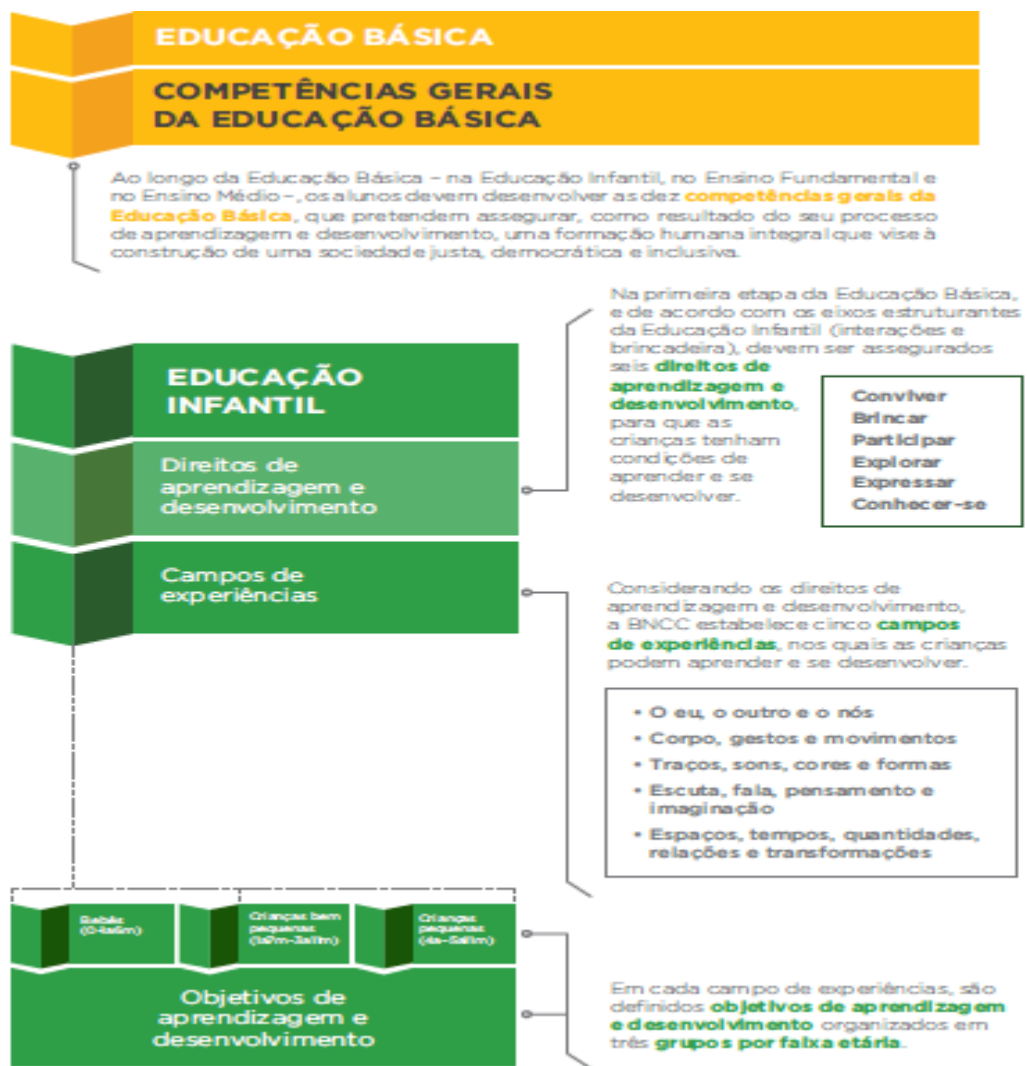 EDUCAÇÃO BÁSICA
COMPETÊNCIAS GERAIS
DA EDUCAÇÃO BÁSICA
Ao longo da Educação Básica – na Educação Infantil, no Ensino Fundamental e
no Ensino Médio –, os alunos devem desenvolver as dez competências gerais da
Educação Básica, que pretendem assegurar, como resultado do seu processo
de aprendizagem e desenvolvimento, uma formação humana integral que vise à
construção de uma sociedade justa, democrática e inclusiva.
EDUCAÇÃO
INFANTIL
Direitos de
aprendizagem e
desenvolvimento
Na primeira etapa da Educação Básica,
e de acordo com os eixos estruturantes
da Educação Infantil (interações e
brincadeira), devem ser assegurados
seis direitos de
aprendizagem e
desenvolvimento,
para que as
crianças tenham
condições de
aprender e se
desenvolver.
Conviver
Brincar
Participar
Explorar
Expressar
Conhecer-se
Campos de
experiências
Considerando os direitos de
aprendizagem e desenvolvimento,
a BNCC estabelece cinco campos
de experiências, nos quais as crianças
podem aprender e se desenvolver.
• O eu, o outro e o nós
• Corpo, gestos e movimentos
• Traços, sons, cores e formas
• Escuta, fala, pensamento e
imaginação
• Espaços, tempos, quantidades,
relações e transformações
Bebês
(0-1a6m)
Crianças bem
pequenas
(1a7m-3a11m)
Crianças
pequenas
(4a-5a11m)
Objetivos de
aprendizagem e
desenvolvimento
Em cada campo de experiências, são
definidos objetivos de aprendizagem
e desenvolvimento organizados em
três grupos por faixa etária.